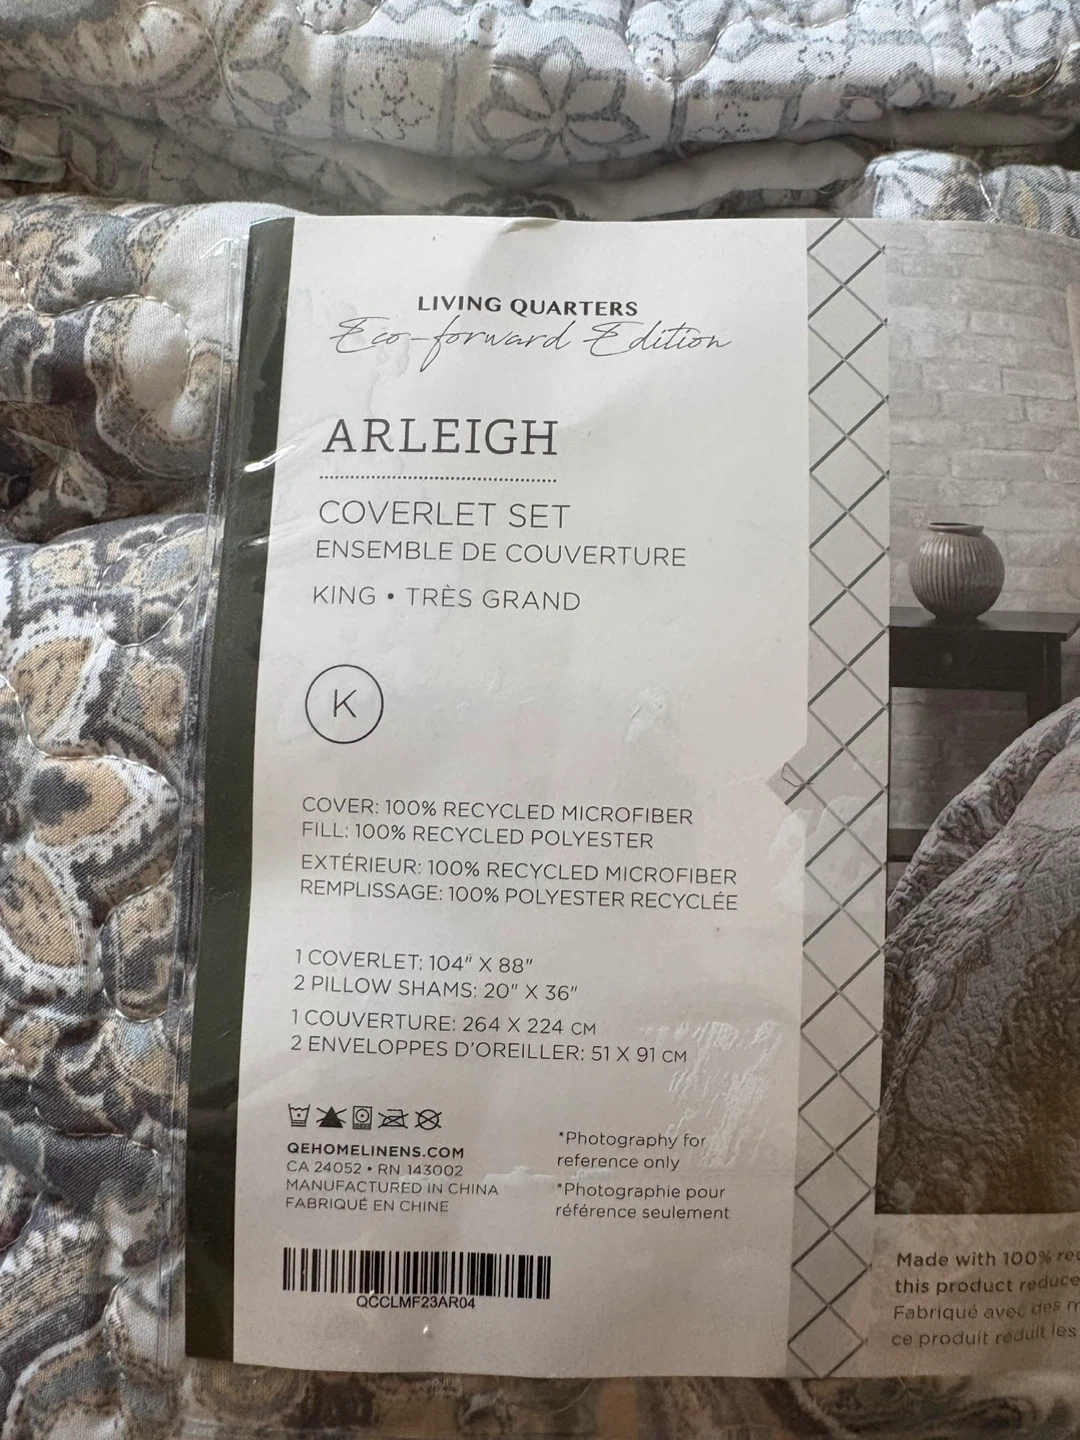 LIVING QUARTERS
Eco-forward Edition
ARLEIGH
COVERLET SET
ENSEMBLE DE COUVERTURE
KING • TRÈS GRAND
K
COVER: 100% RECYCLED MICROFIBER
FILL: 100% RECYCLED POLYESTER
EXTÉRIEUR: 100% RECYCLED MICROFIBER
REMPLISSAGE: 100% POLYESTER RECYCLÉE
1 COVERLET: 104" X 88"
2 PILLOW SHAMS: 20" X 36"
1 COUVERTURE: 264 X 224 CM
2 ENVELOPPES D'OREILLER: 51 X 91 CM
QEHOMELINENS.COM
CA 24052 • RN 143002
MANUFACTURED IN CHINA
FABRIQUÉ EN CHINE
*Photography for
reference only
*Photographie pour
référence seulement
QCCLMF23AR04
Made with 100%
this product
Fabriqué avec des
ce produit réduit les